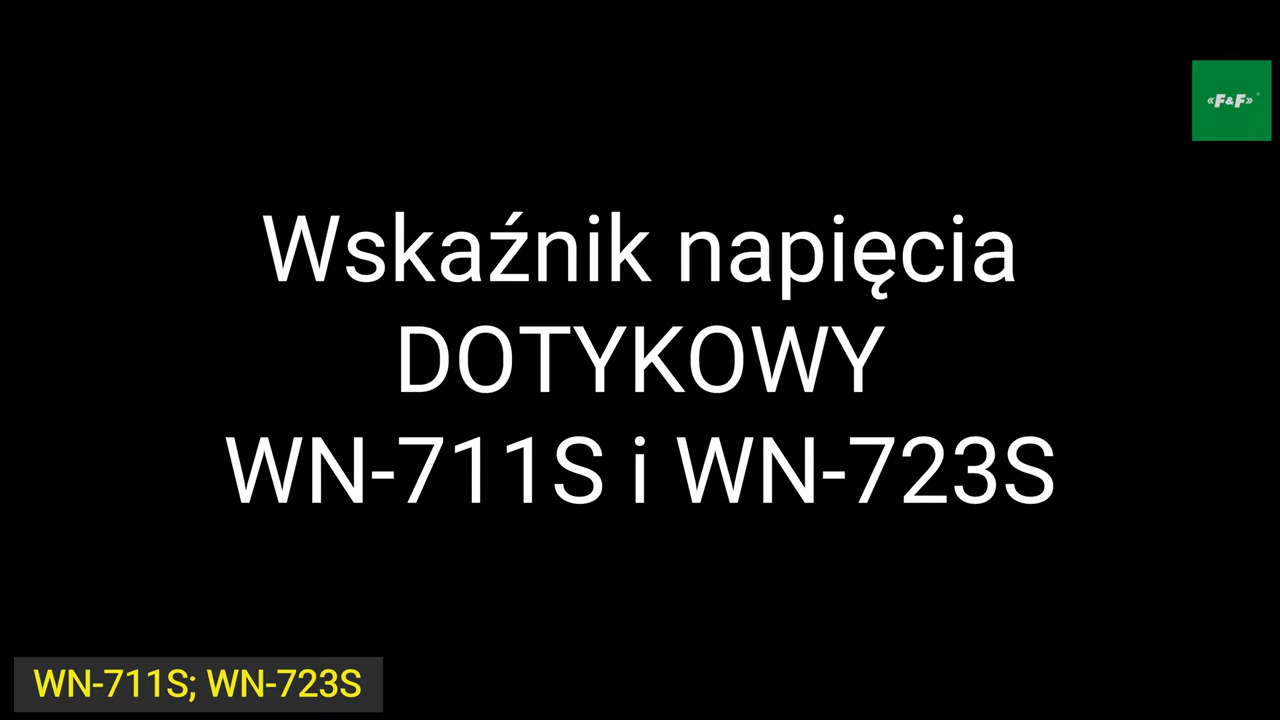 «F&F»®
Wskaźnik napięcia
DOTYKOWY
WN-711S i WN-723S
WN-711S; WN-723S